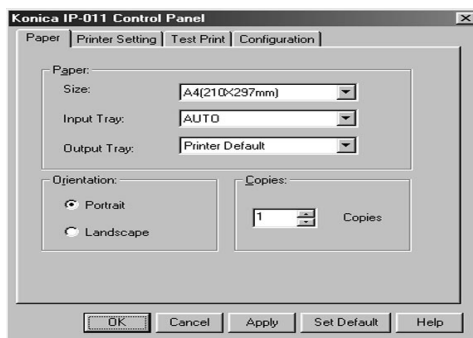 Konica IP-011 Control Panel
Paper Printer Setting Test Print Configuration
Paper:
Size: A4(210X297mm)
Input Tray: AUTO
Output Tray: Printer Default
Orientation:
Portrait
Landscape
Copies:
1 Copies
OK Cancel Apply Set Default Help